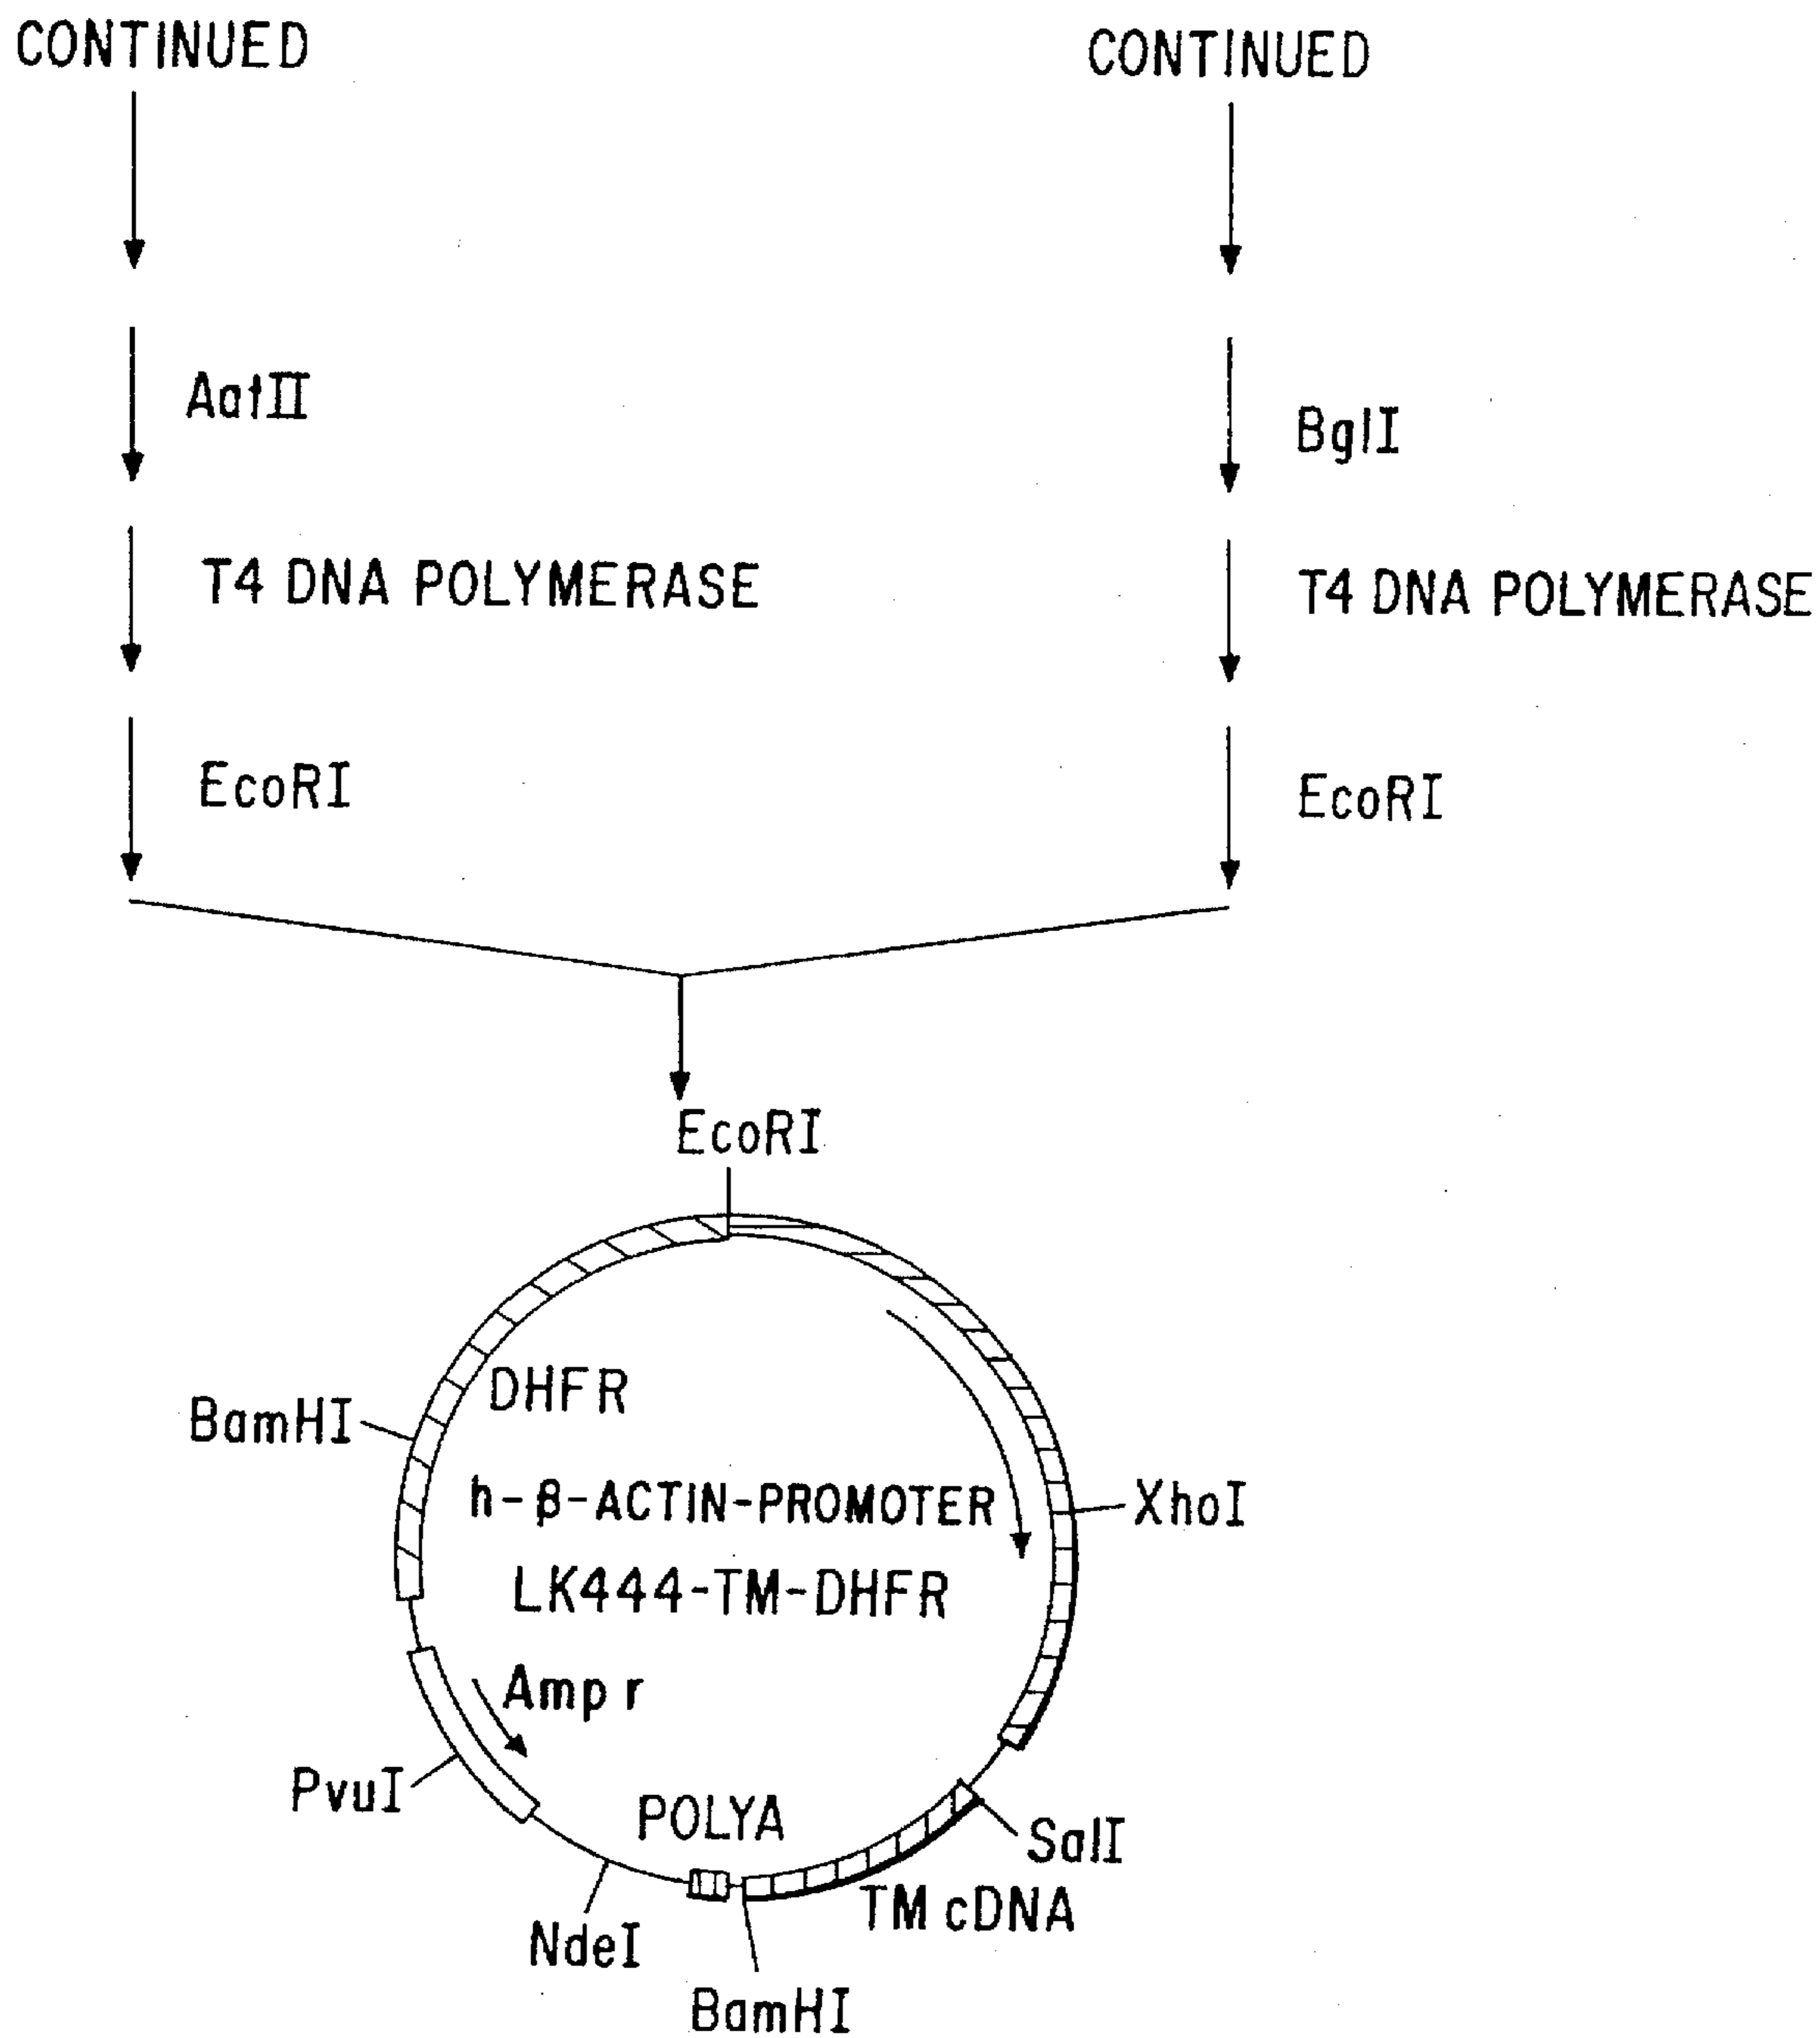 CONTINUED
CONTINUED
AatII
BglI
T4 DNA POLYMERASE
T4 DNA POLYMERASE
EcoRI
EcoRI
EcoRI
DHFR
BamHI
h-β-ACTIN-PROMOTER
XhoI
LK444-TM-DHFR
Amp r
PvuI
POLYA
SalI
TM cDNA
NdeI
BamHI